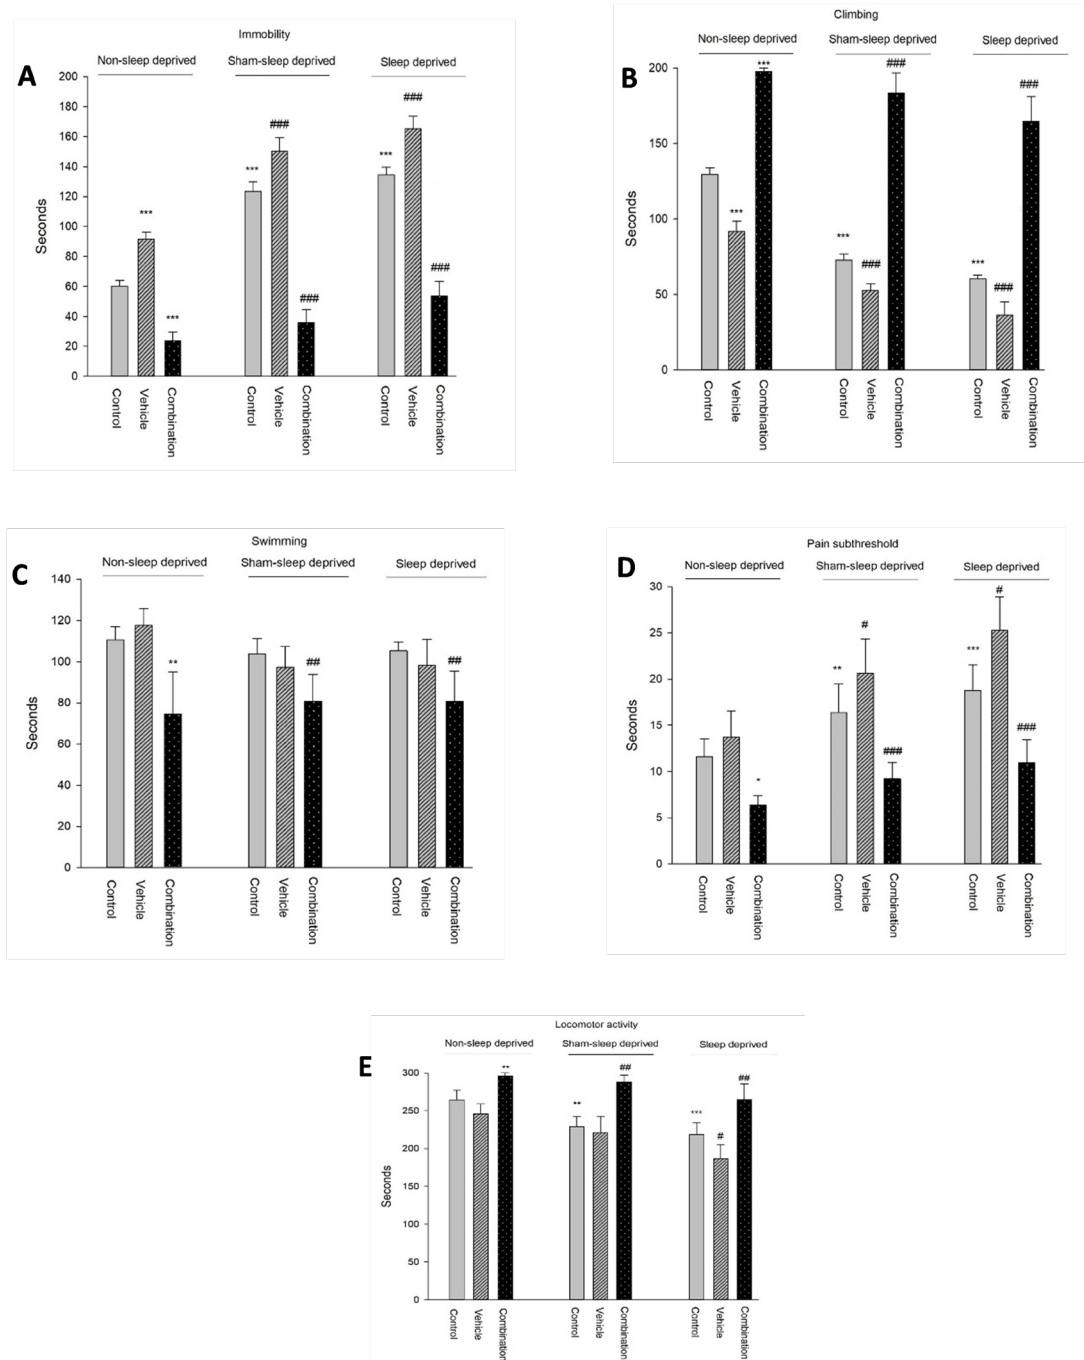 Immobility
Non-sleep deprived Sham-sleep deprived Sleep deprived
A
200
***
###
###
180
160
***
***
140
120
***
100
###
80
###
60
***
40
20
0
Seconds
Control Vehicle Combination Control Vehicle Combination Control Vehicle Combination
Climbing
Non-sleep deprived Sham-sleep deprived Sleep deprived
B
200
***
###
###
150
***
***
***
###
###
100
50
0
Seconds
Control Vehicle Combination Control Vehicle Combination Control Vehicle Combination
Swimming
Non-sleep deprived Sham-sleep deprived Sleep deprived
C
140
120
100
**
##
##
80
60
40
20
0
Seconds
Control Vehicle Combination Control Vehicle Combination Control Vehicle Combination
Pain subthreshold
Non-sleep deprived Sham-sleep deprived Sleep deprived
D
30
#
25
#
***
20
**
15
###
###
10
*
5
0
Seconds
Control Vehicle Combination Control Vehicle Combination Control Vehicle Combination
Locomotor activity
Non-sleep deprived Sham-sleep deprived Sleep deprived
E
300
**
##
##
250
**
***
#
200
150
100
50
0
Seconds
Control Vehicle Combination Control Vehicle Combination Control Vehicle Combination